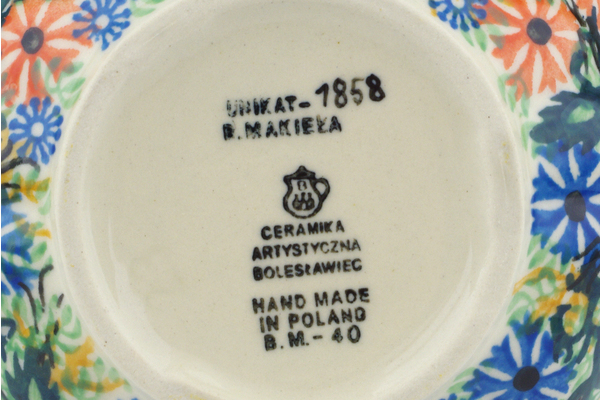 UNIKAT-1858
B.MAKIEŁA
B
CERAMIKA
ARTYSTYCZNA
BOLESŁAWIEC
HAND MADE
IN POLAND
B.M.-40